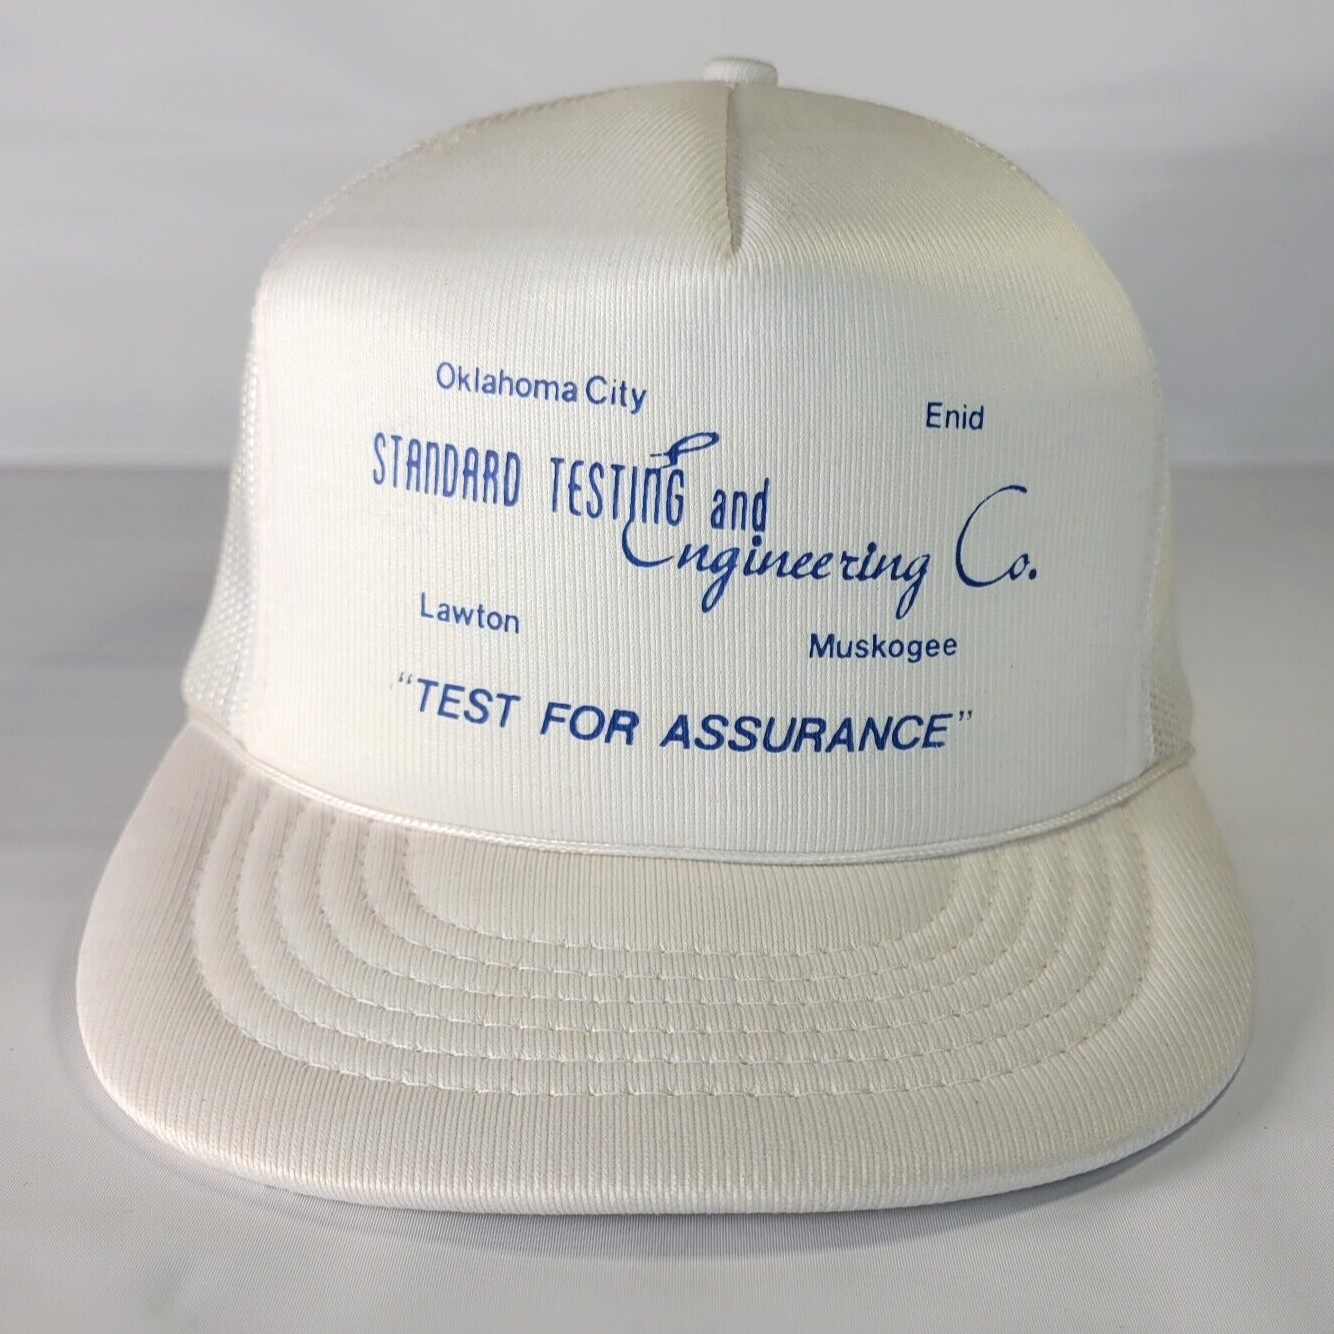 Oklahoma City Enid
STANDARD TESTING and
Engineering Co.
Lawton Muskogee
“TEST FOR ASSURANCE”